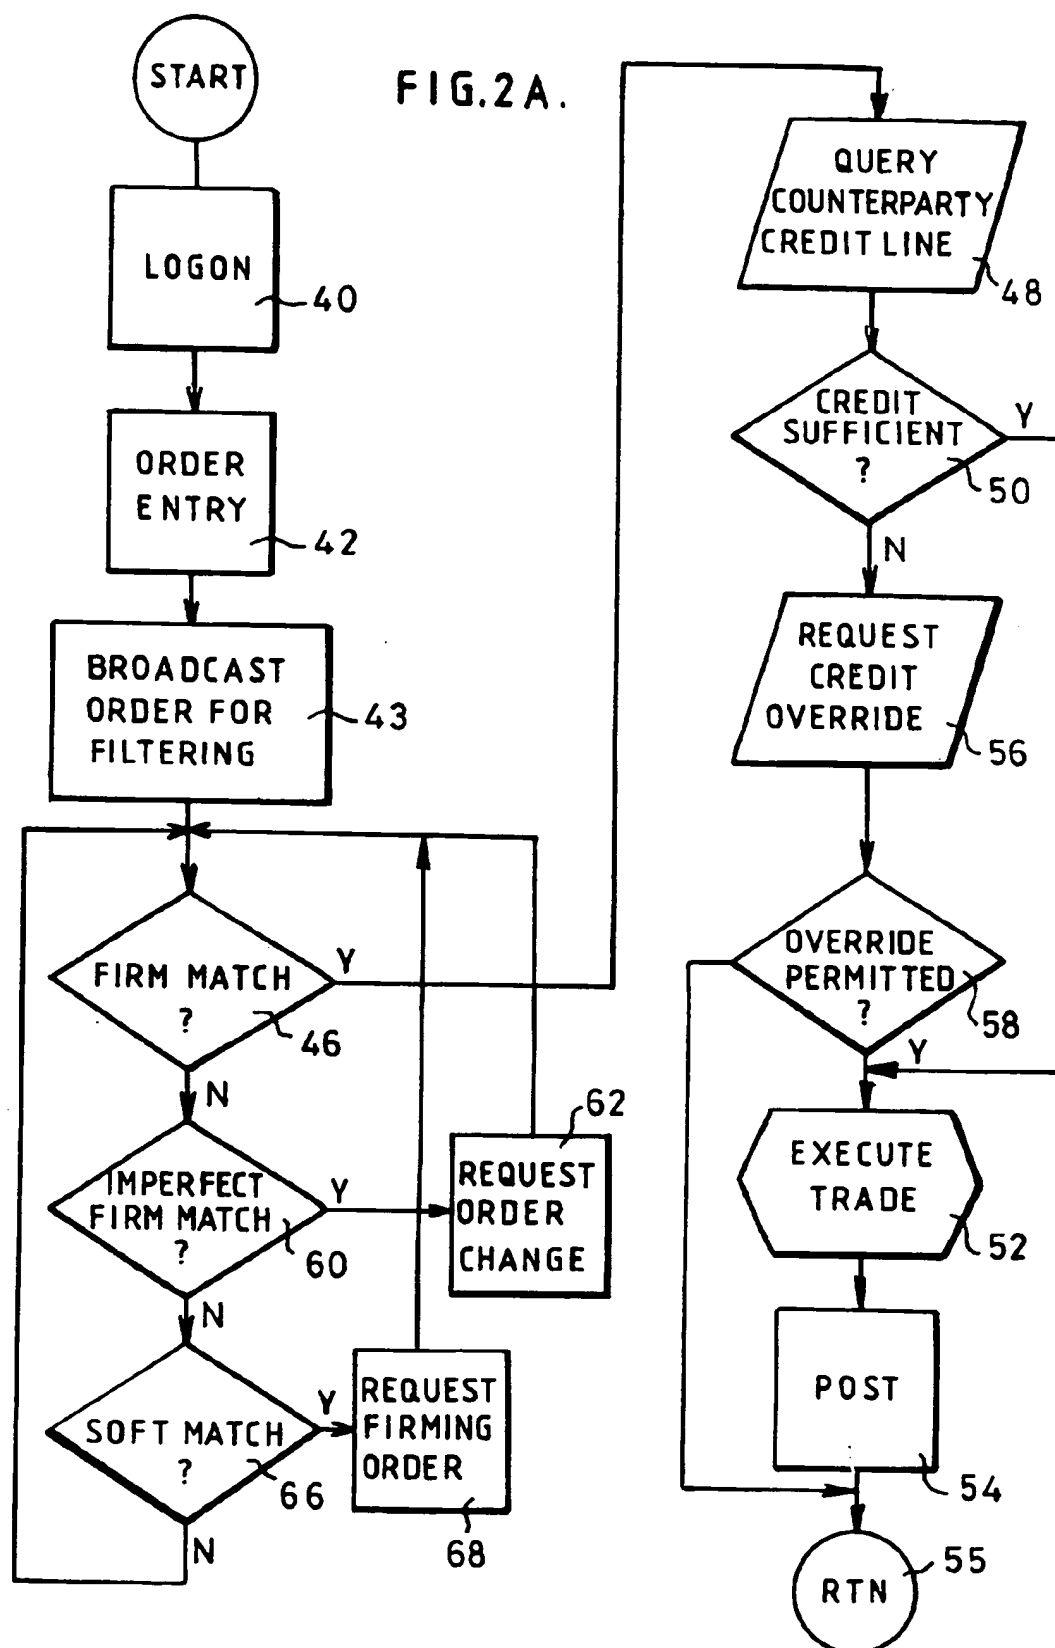 START
FIG.2A.
LOGON
40
ORDER
ENTRY
42
BROADCAST
ORDER FOR
FILTERING
43
FIRM MATCH
?
46
Y
N
IMPERFECT
FIRM MATCH
?
60
Y
N
62
REQUEST
ORDER
CHANGE
SOFT MATCH
?
66
Y
N
REQUEST
FIRMING
ORDER
68
QUERY
COUNTERPARTY
CREDIT LINE
48
CREDIT
SUFFICIENT
?
50
Y
N
REQUEST
CREDIT
OVERRIDE
56
OVERRIDE
PERMITTED
?
58
Y
EXECUTE
TRADE
52
POST
54
RTN
55